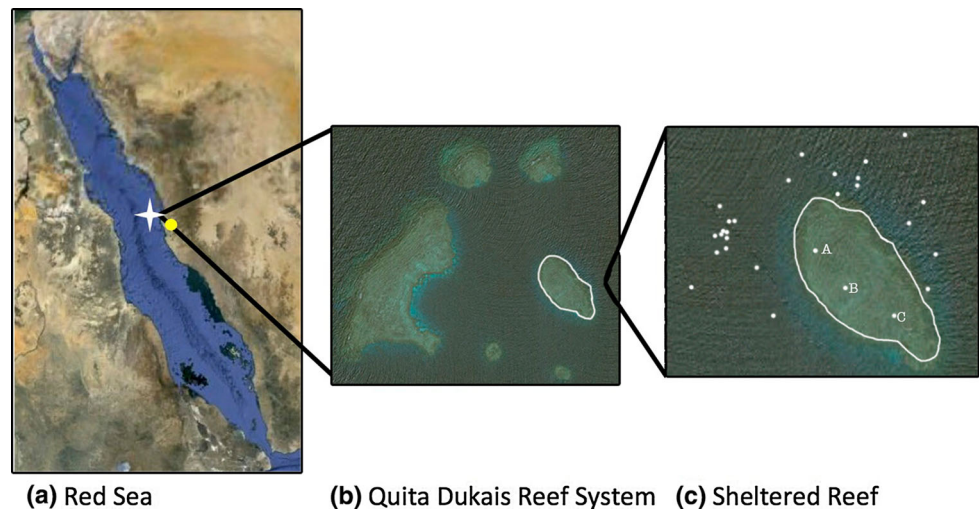 A
B
C
(a) Red Sea
(b) Quita Dukais Reef System
(c) Sheltered Reef